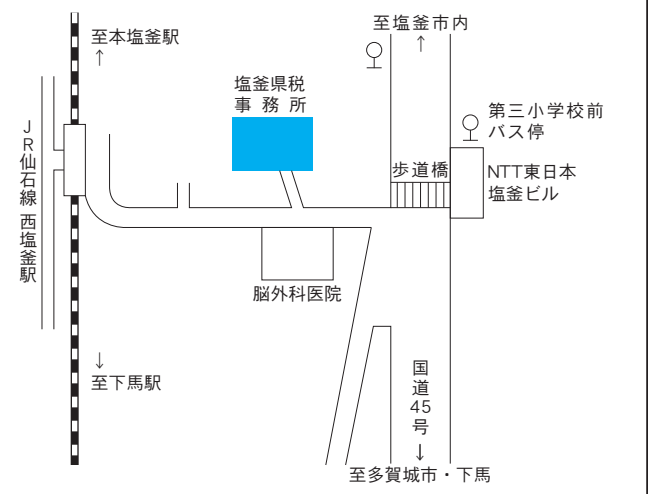 至塩釜市内
↑
至本塩釜駅
↑
塩釜県税
事務所
第三小学校前
バス停
歩道橋
NTT東日本
塩釜ビル
JR仙石線 西塩釜駅
脳外科医院
↓
至下馬駅
国道45号
↓
至多賀城市・下馬